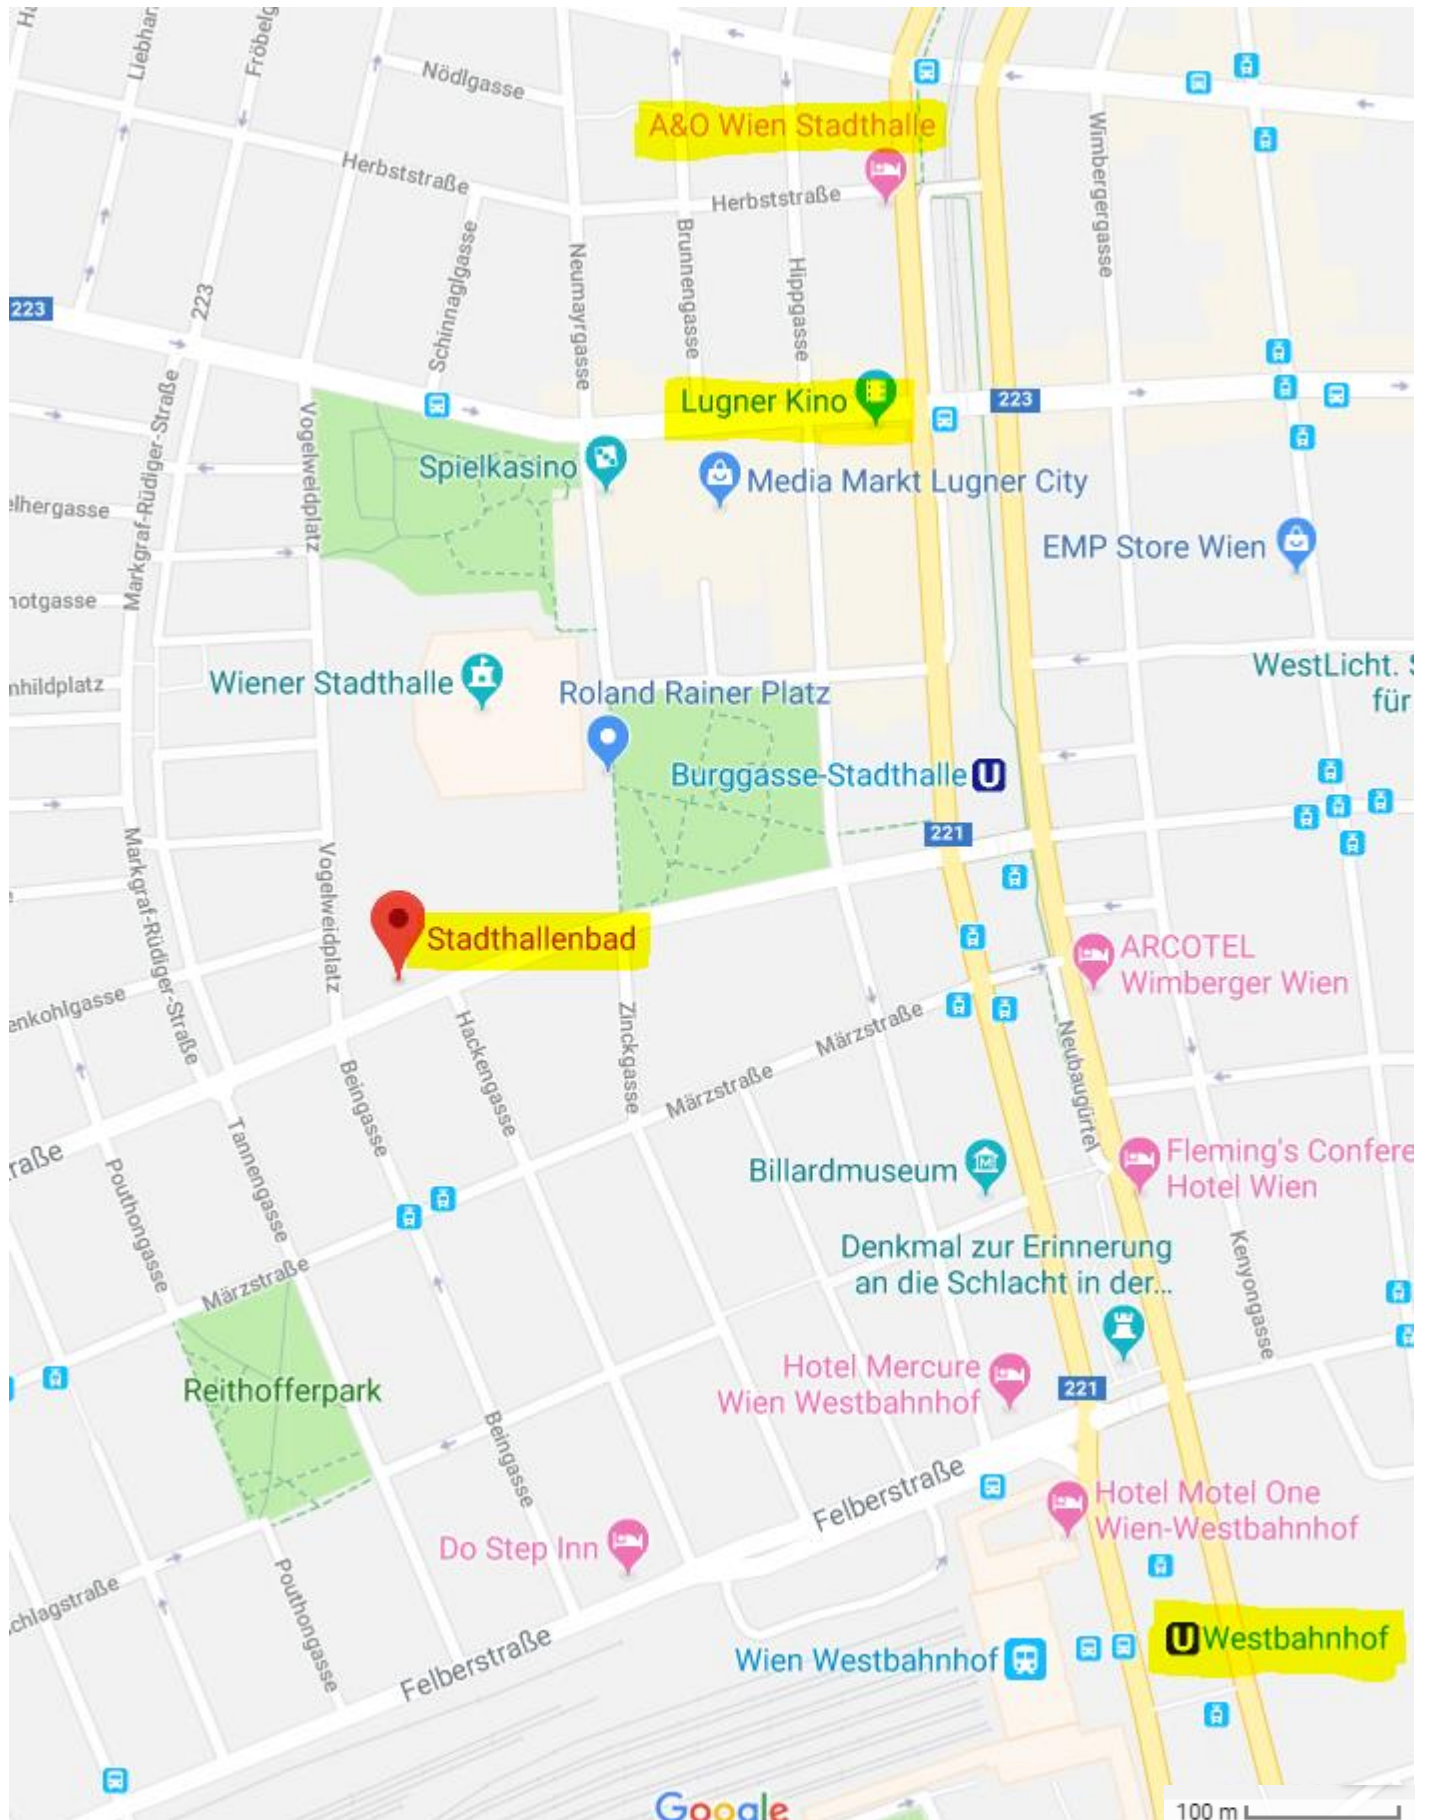 Nödlgasse
A&O Wien Stadthalle
Herbststraße
Herbststraße
Wimbergergasse
Brunnengasse
Neumayrgasse
Hippgasse
Schinnaglgasse
223
223
Lugner Kino
223
Vogelweidplatz
Markgraf-Rüdiger-Straße
Spielkasino
Media Markt Lugner City
EMP Store Wien
Wiener Stadthalle
Roland Rainer Platz
WestLicht.
für
Burggasse-Stadthalle U
221
Markgraf-Rüdiger-Straße
Vogelweidplatz
Stadthallenbad
ARCOTEL
Wimberger Wien
Zinckgasse
Hackengasse
Märzstraße
Märzstraße
Neubaugürtel
Beingasse
Tannengasse
Pouthongasse
Billardmuseum
Fleming's Confere
Hotel Wien
Denkmal zur Erinnerung
an die Schlacht in der...
Kenyongasse
Märzstraße
Reithofferpark
Hotel Mercure
Wien Westbahnhof
221
Beingasse
Felberstraße
Hotel Motel One
Wien-Westbahnhof
Do Step Inn
Pouthongasse
Felberstraße
Wien Westbahnhof
U Westbahnhof
Google
100 m